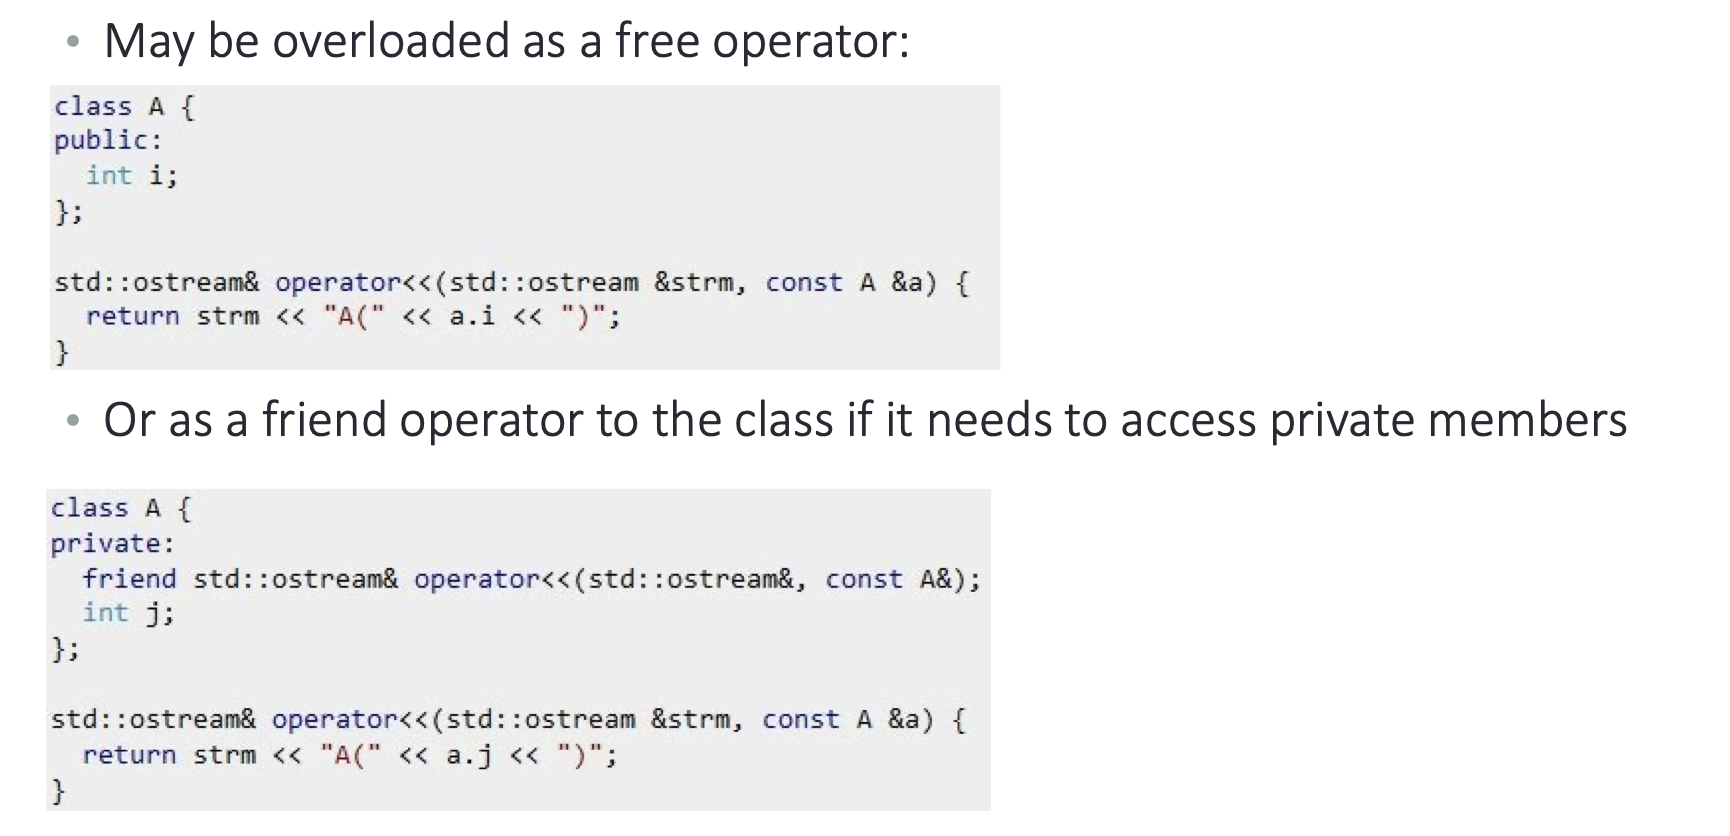 • May be overloaded as a free operator:
class A {
public:
  int i;
};
std::ostream& operator<<(std::ostream &strm, const A &a) {
  return strm << "A(" << a.i << ")";
}
• Or as a friend operator to the class if it needs to access private members
class A {
private:
  friend std::ostream& operator<<(std::ostream&, const A&);
  int j;
};
std::ostream& operator<<(std::ostream &strm, const A &a) {
  return strm << "A(" << a.j << ")";
}